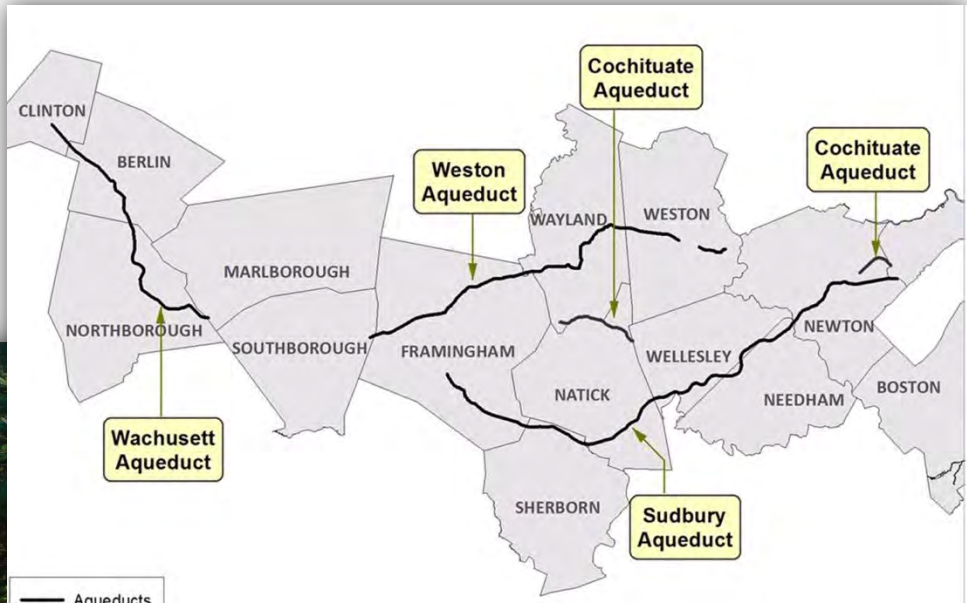 Cochituate
Aqueduct
CLINTON
BERLIN
Weston
Aqueduct
Cochituate
Aqueduct
WAYLAND
WESTON
MARLBOROUGH
NORTHBOROUGH
SOUTHBOROUGH
FRAMINGHAM
WELLESLEY
NEWTON
NATICK
NEEDHAM
BOSTON
Wachusett
Aqueduct
SHERBORN
Sudbury
Aqueduct
Aqueducts